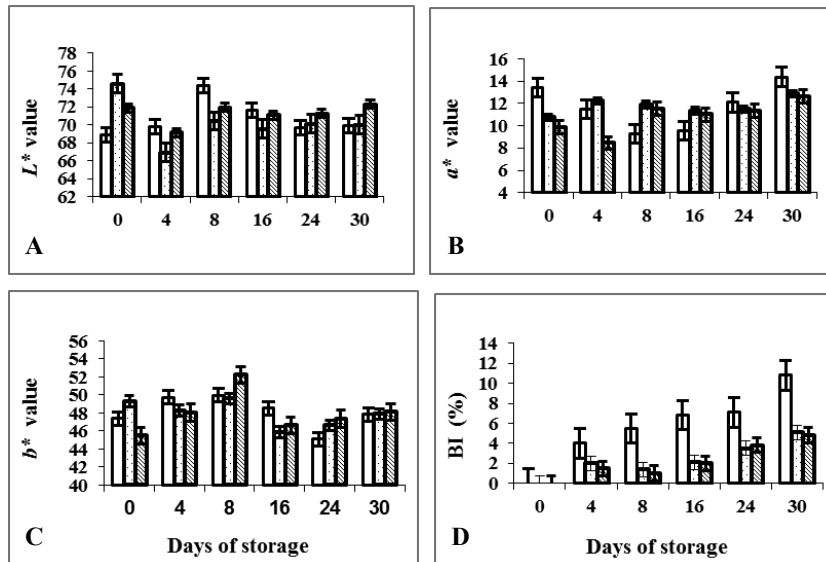 78
76
74
72
70
68
66
64
62
L* value
0 4 8 16 24 30
A
16
14
12
10
8
6
4
a* value
0 4 8 16 24 30
B
56
54
52
50
48
46
44
42
40
b* value
0 4 8 16 24 30
Days of storage
C
14
12
10
8
6
4
2
0
BI (%)
0 4 8 16 24 30
Days of storage
D